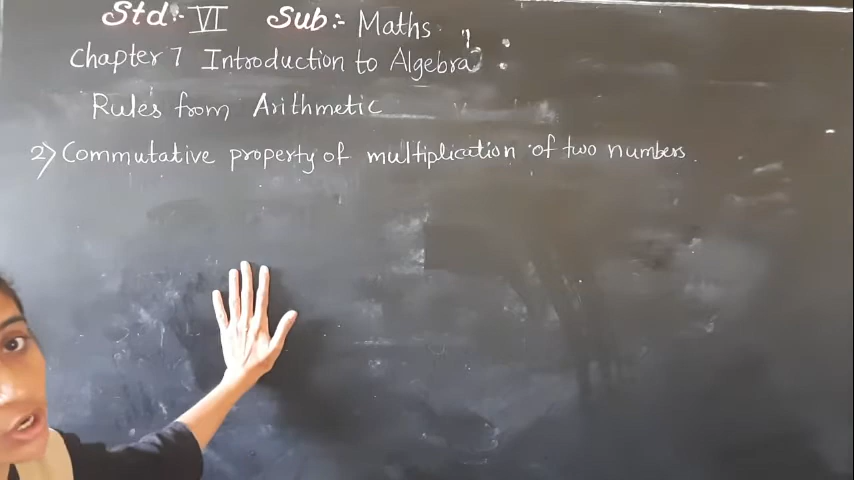 Std:- VI Sub:- Maths
Chapter 7 Introduction to Algebra
Rules from Arithmetic
2) Commutative property of multiplication of two numbers.